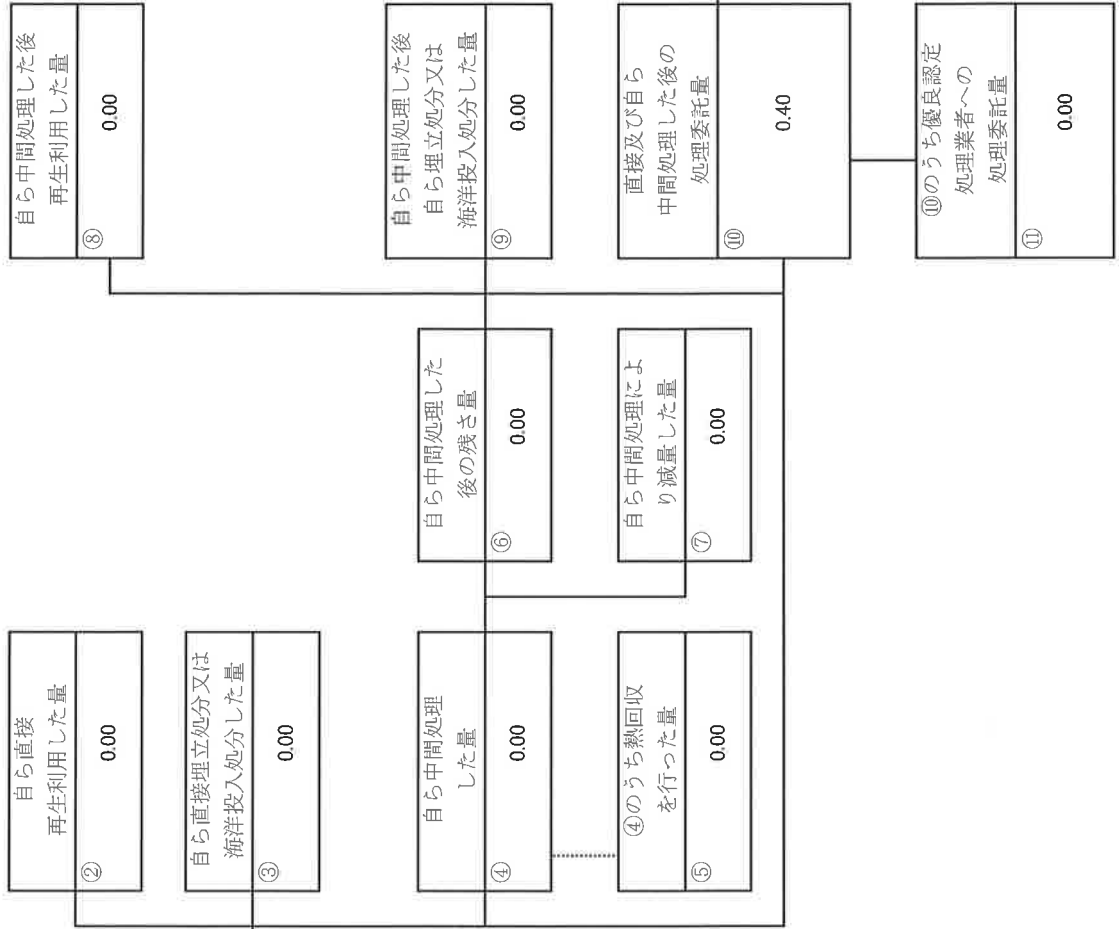 自ら直接
再生利用した量
②
0.00
自ら直接埋立処分又は
海洋投入処分した量
③
0.00
自ら中間処理
した量
④
0.00
④のうち熱回収
を行った量
⑤
0.00
自ら中間処理した
後の残さ量
⑥
0.00
自ら中間処理によ
り減量した量
⑦
0.00
自ら中間処理した後
再生利用した量
⑧
0.00
自ら中間処理した後
自ら埋立処分又は
海洋投入処分した量
⑨
0.00
直接及び自ら
中間処理した後の
処理委託量
⑩
0.40
⑩のうち優良認定
処理業者への
処理委託量
⑪
0.00